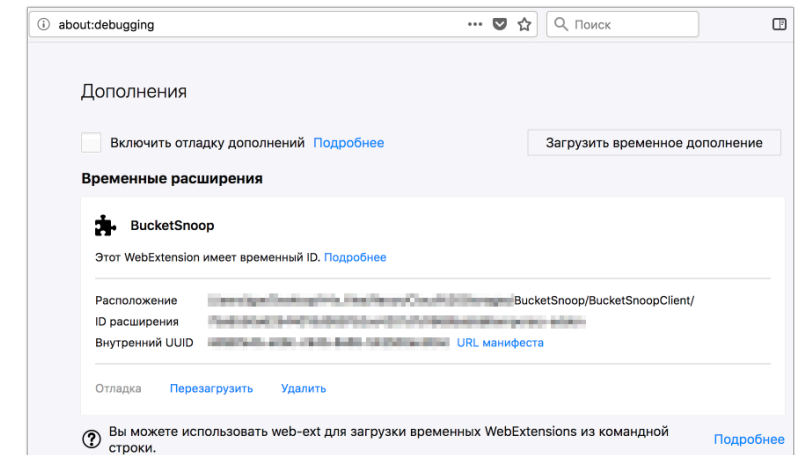 about:debugging
Поиск
Дополнения
Включить отладку дополнений Подробнее
Загрузить временное дополнение
Временные расширения
BucketSnoop
Этот WebExtension имеет временный ID. Подробнее
Расположение BucketSnoop/BucketSnoopClient/
ID расширения
Внутренний UUID URL манифеста
Отладка Перезагрузить Удалить
Вы можете использовать web-ext для загрузки временных WebExtensions из командной
строки.
Подробнее